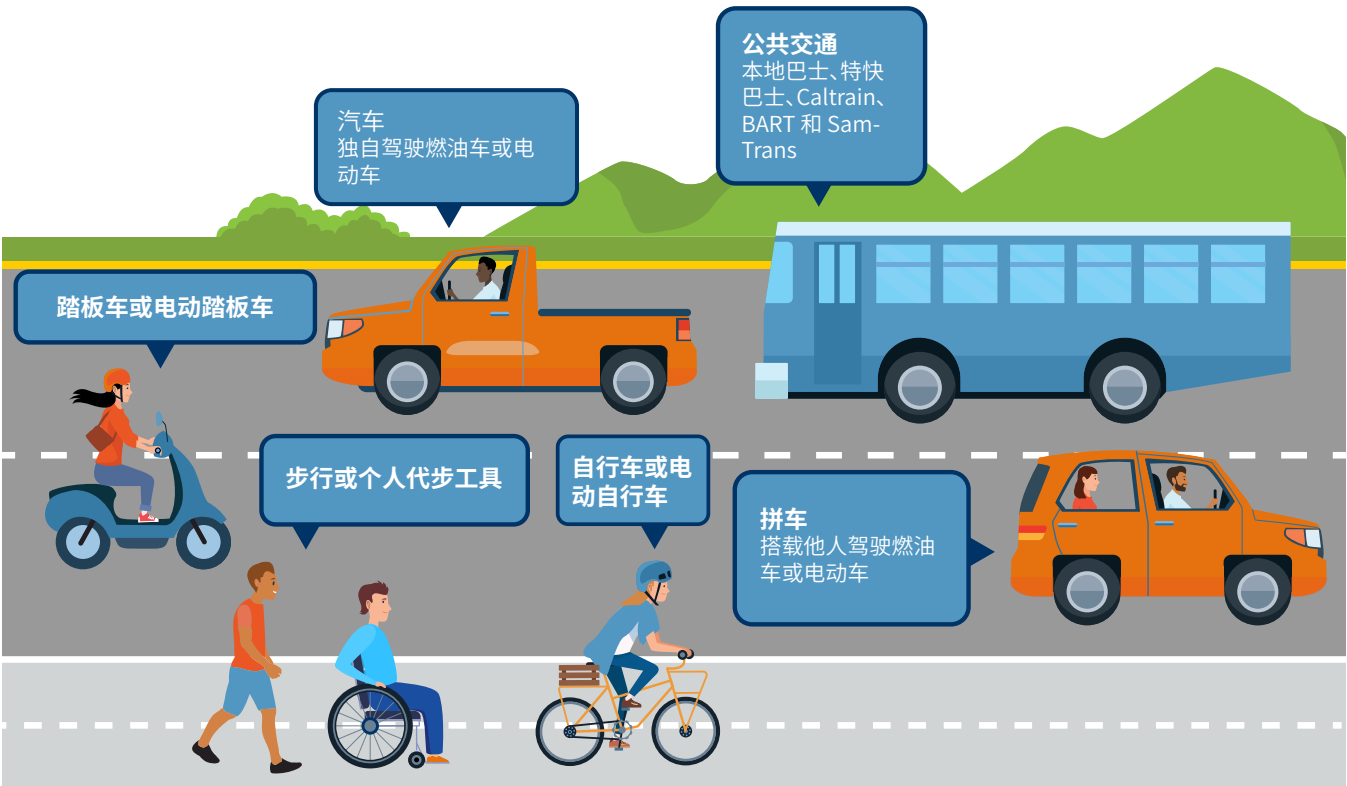 公共交通
本地巴士、特快
巴士、Caltrain、
BART 和 Sam-
Trans
汽车
独自驾驶燃油车或电
动车
踏板车或电动踏板车
步行或个人代步工具
自行车或电
动自行车
拼车
搭载他人驾驶燃油
车或电动车